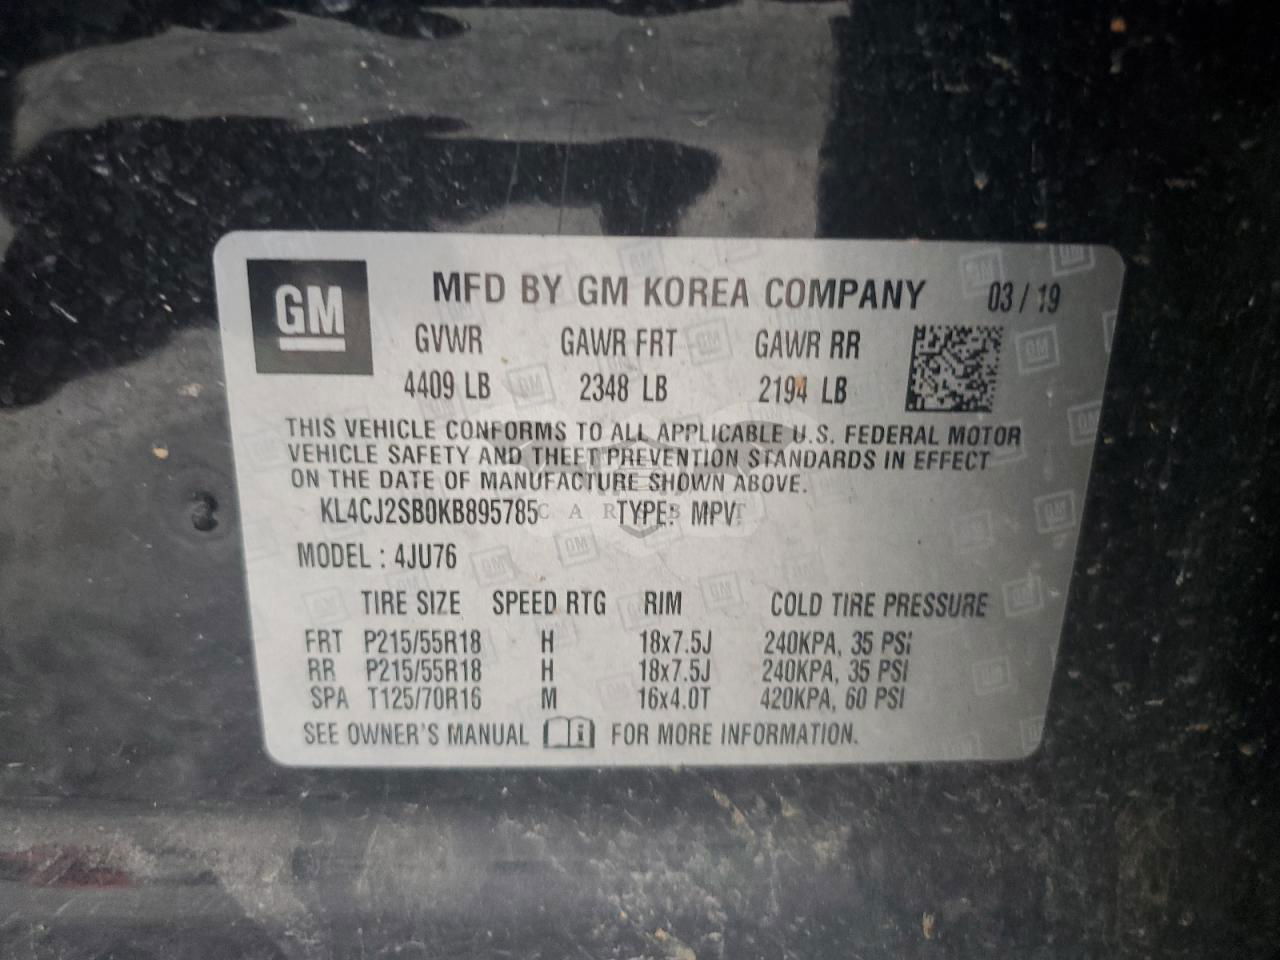 GM MFD BY GM KOREA COMPANY 03 / 19
GVWR GAWR FRT GAWR RR
4409 LB 2348 LB 2194 LB
THIS VEHICLE CONFORMS TO ALL APPLICABLE U.S. FEDERAL MOTOR
VEHICLE SAFETY AND THEFT PREVENTION STANDARDS IN EFFECT
ON THE DATE OF MANUFACTURE SHOWN ABOVE.
KL4CJ2SB0KB895785 TYPE: MPV
MODEL : 4JU76
TIRE SIZE SPEED RTG RIM COLD TIRE PRESSURE
FRT P215/55R18 H 18x7.5J 240KPA, 35 PSI
RR P215/55R18 H 18x7.5J 240KPA, 35 PSI
SPA T125/70R16 M 16x4.0T 420KPA, 60 PSI
SEE OWNER'S MANUAL FOR MORE INFORMATION.